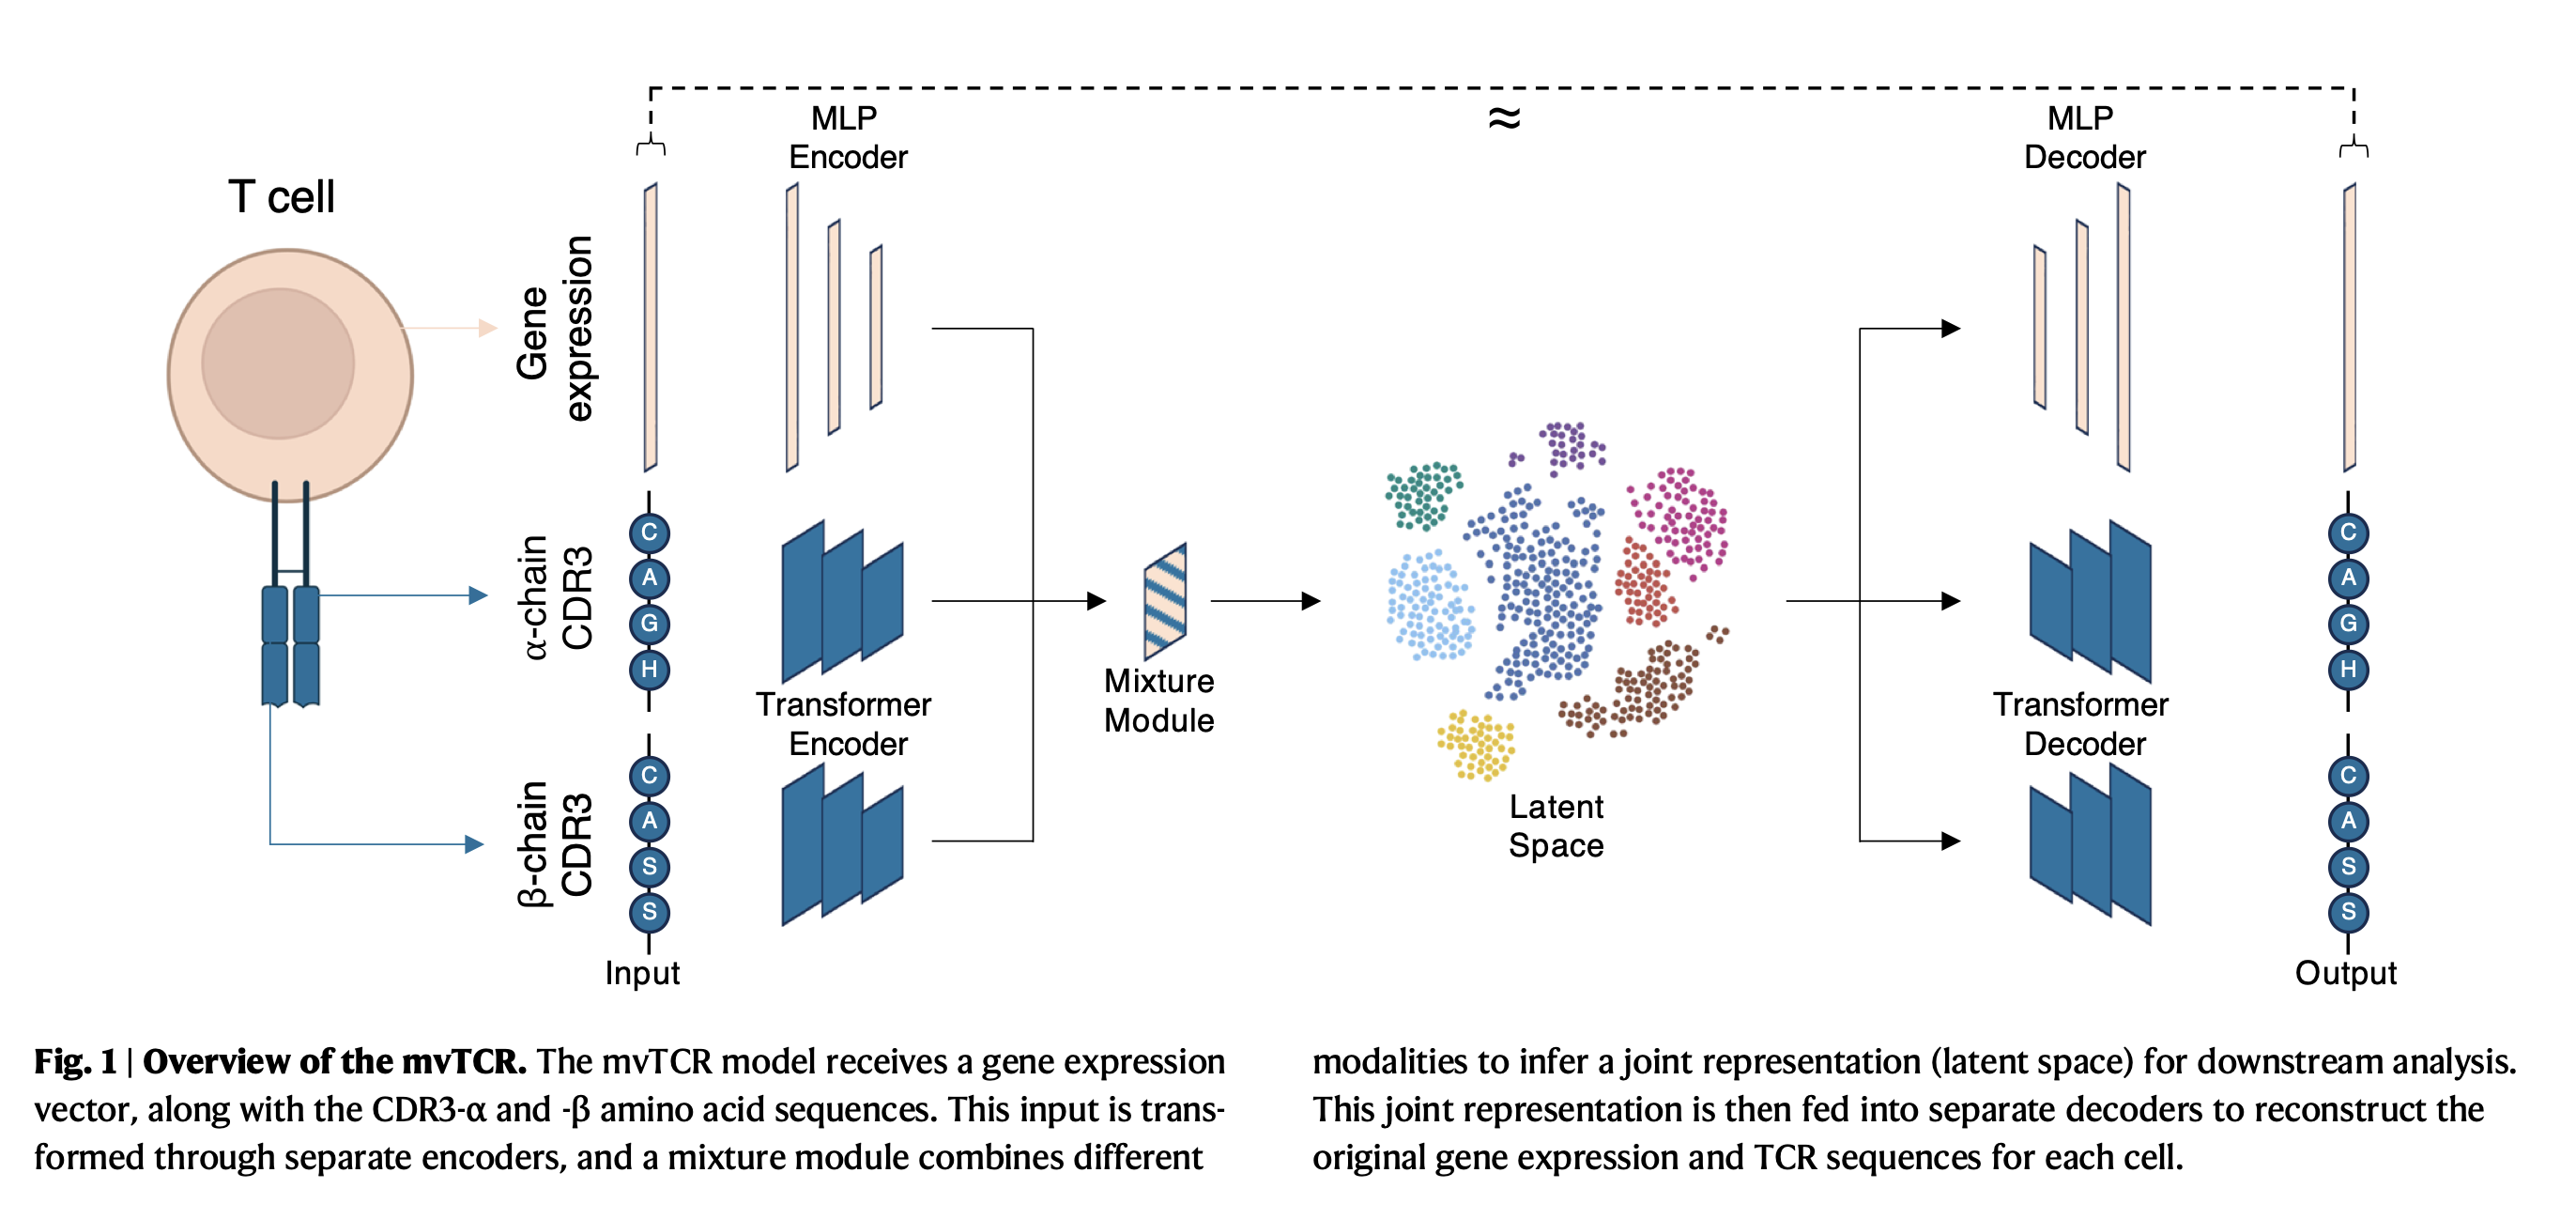 T cell
Gene
expression
α-chain
CDR3
β-chain
CDR3
C
A
G
H
C
A
S
S
Input
MLP
Encoder
Transformer
Encoder
Mixture
Module
≈
Latent
Space
MLP
Decoder
Transformer
Decoder
C
A
G
H
C
A
S
S
Output
Fig. 1 | Overview of the mvTCR. The mvTCR model receives a gene expression
vector, along with the CDR3-α and -β amino acid sequences. This input is trans-
formed through separate encoders, and a mixture module combines different
modalities to infer a joint representation (latent space) for downstream analysis.
This joint representation is then fed into separate decoders to reconstruct the
original gene expression and TCR sequences for each cell.